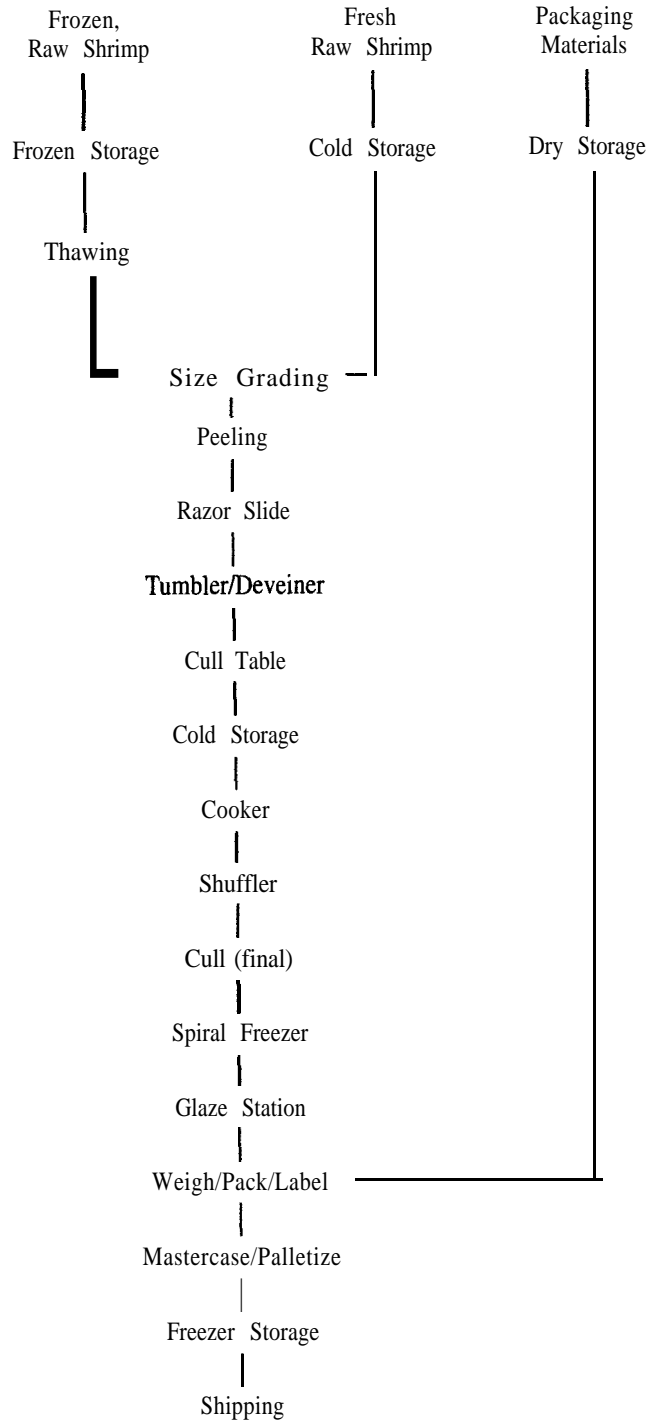 Frozen,
Raw Shrimp
Fresh
Raw Shrimp
Packaging
Materials
Frozen Storage
Cold Storage
Dry Storage
Thawing
Size Grading
Peeling
Razor Slide
Tumbler/Deveiner
Cull Table
Cold Storage
Cooker
Shuffler
Cull (final)
Spiral Freezer
Glaze Station
Weigh/Pack/Label
Mastercase/Palletize
Freezer Storage
Shipping